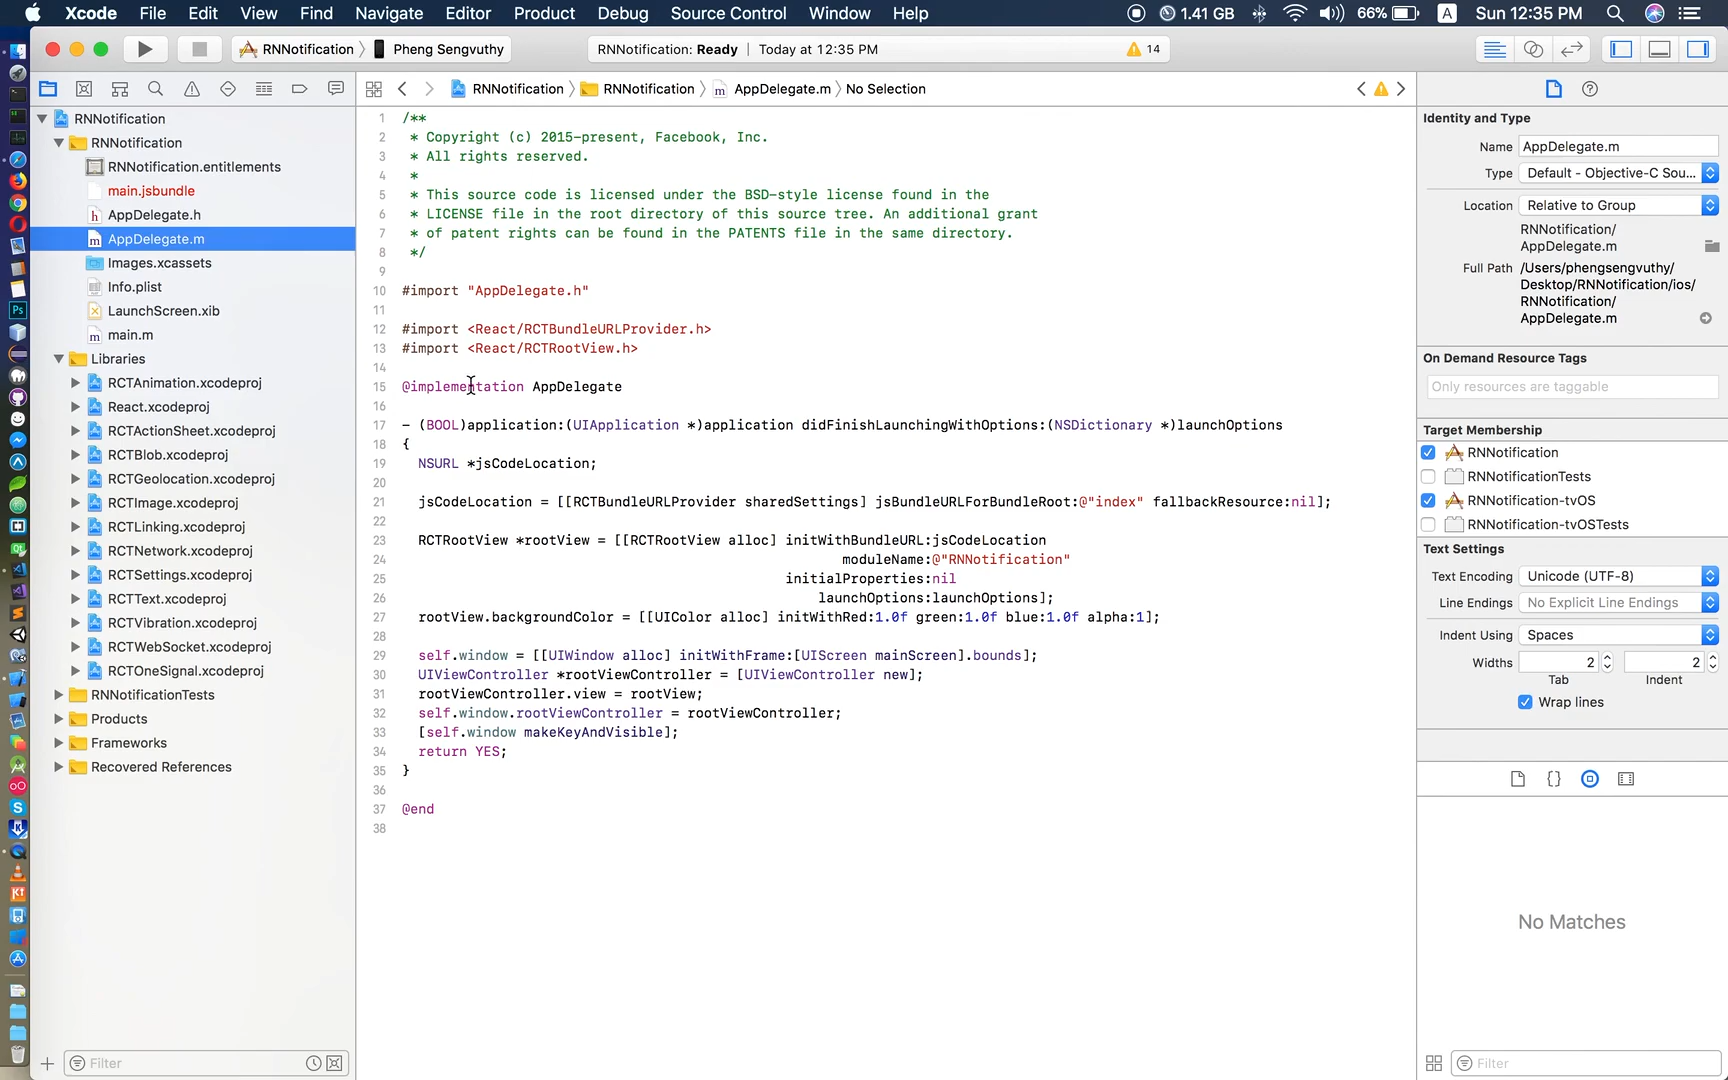 Xcode File Edit View Find Navigate Editor Product Debug Source Control Window Help 1.41 GB 66% A Sun 12:35 PM
RNNotification Pheng Sengvuthy RNNotification: Ready | Today at 12:35 PM 14
RNNotification RNNotification m AppDelegate.m No Selection
RNNotification
RNNotification
RNNotification.entitlements
main.jsbundle
h AppDelegate.h
m AppDelegate.m
Images.xcassets
Info.plist
LaunchScreen.xib
m main.m
Libraries
RCTAnimation.xcodeproj
React.xcodeproj
RCTActionSheet.xcodeproj
RCTBlob.xcodeproj
RCTGeolocation.xcodeproj
RCTImage.xcodeproj
RCTLinking.xcodeproj
RCTNetwork.xcodeproj
RCTSettings.xcodeproj
RCTText.xcodeproj
RCTVibration.xcodeproj
RCTWebSocket.xcodeproj
RCTOneSignal.xcodeproj
RNNotificationTests
Products
Frameworks
Recovered References
Filter
1 /**
2 * Copyright (c) 2015-present, Facebook, Inc.
3 * All rights reserved.
4 *
5 * This source code is licensed under the BSD-style license found in the
6 * LICENSE file in the root directory of this source tree. An additional grant
7 * of patent rights can be found in the PATENTS file in the same directory.
8 */
9
10 #import "AppDelegate.h"
11
12 #import <React/RCTBundleURLProvider.h>
13 #import <React/RCTRootView.h>
14
15 @implementation AppDelegate
16
17 - (BOOL)application:(UIApplication *)application didFinishLaunchingWithOptions:(NSDictionary *)launchOptions
18 {
19 NSURL *jsCodeLocation;
20
21 jsCodeLocation = [[RCTBundleURLProvider sharedSettings] jsBundleURLForBundleRoot:@"index" fallbackResource:nil];
22
23 RCTRootView *rootView = [[RCTRootView alloc] initWithBundleURL:jsCodeLocation
24 moduleName:@"RNNotification"
25 initialProperties:nil
26 launchOptions:launchOptions];
27 rootView.backgroundColor = [[UIColor alloc] initWithRed:1.0f green:1.0f blue:1.0f alpha:1];
28
29 self.window = [[UIWindow alloc] initWithFrame:[UIScreen mainScreen].bounds];
30 UIViewController *rootViewController = [UIViewController new];
31 rootViewController.view = rootView;
32 self.window.rootViewController = rootViewController;
33 [self.window makeKeyAndVisible];
34 return YES;
35 }
36
37 @end
38
Identity and Type
Name AppDelegate.m
Type Default - Objective-C Sou...
Location Relative to Group
RNNotification/
AppDelegate.m
Full Path /Users/phengsengvuthy/
Desktop/RNNotification/ios/
RNNotification/
AppDelegate.m
On Demand Resource Tags
Only resources are taggable
Target Membership
RNNotification
RNNotificationTests
RNNotification-tvOS
RNNotification-tvOSTests
Text Settings
Text Encoding Unicode (UTF-8)
Line Endings No Explicit Line Endings
Indent Using Spaces
Widths 2 2
Tab Indent
Wrap lines
{}
No Matches
Filter